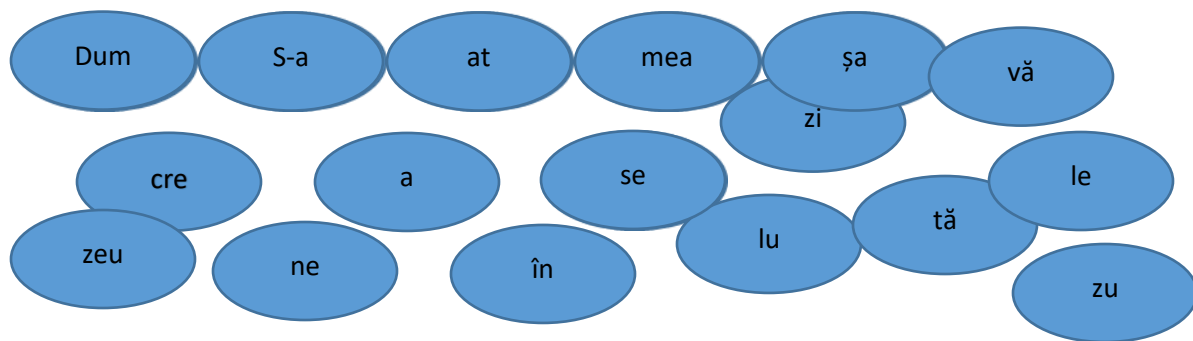 Dum S-a at mea șa vă
zi
cre a se le
zeu ne în lu tă
zu